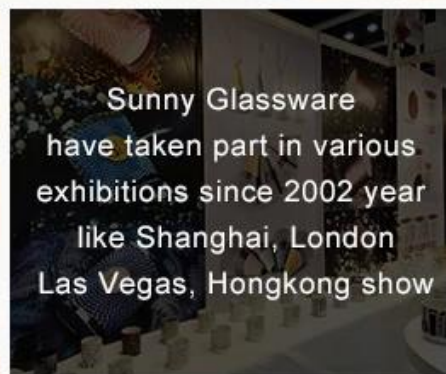 Sunny Glassware
have taken part in various
exhibitions since 2002 year
like Shanghai, London
Las Vegas, Hongkong show